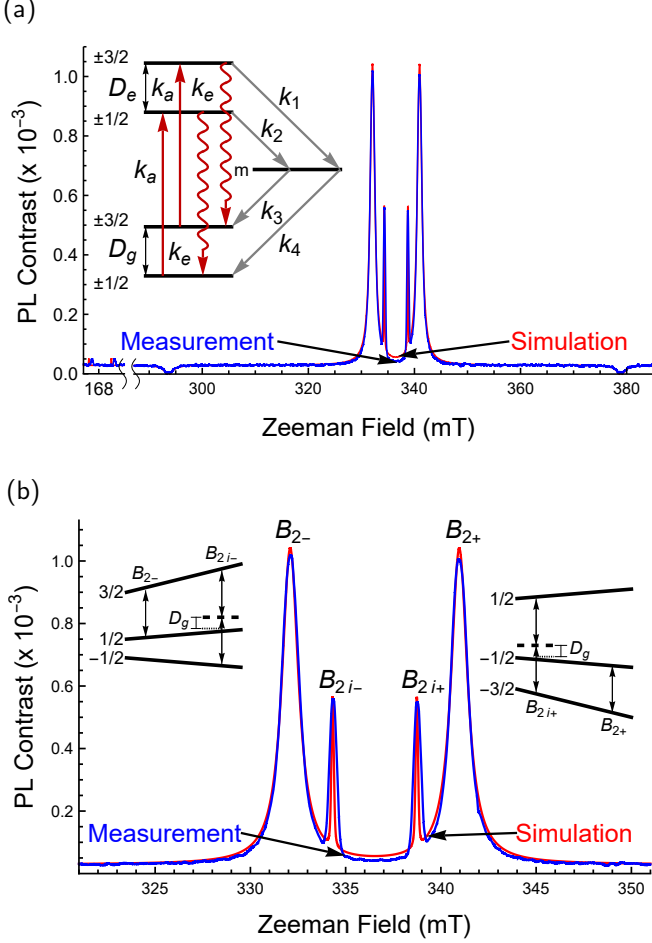 (a)
PL Contrast (x 10⁻³)
1.0
0.8
0.6
0.4
0.2
0.0
±3/2
D_e
k_a
k_e
k_1
±1/2
k_2
k_a
m
±3/2
k_3
D_g
k_e
k_4
±1/2
Measurement
Simulation
168
300
320
340
360
380
Zeeman Field (mT)
(b)
PL Contrast (x 10⁻³)
1.0
0.8
0.6
0.4
0.2
B_2−
B_2+
B_2−
B_2i−
3/2
D_g
1/2
−1/2
B_2i−
B_2i+
1/2
−1/2
D_g
−3/2
B_2i+
B_2+
Measurement
Simulation
325
330
335
340
345
350
Zeeman Field (mT)